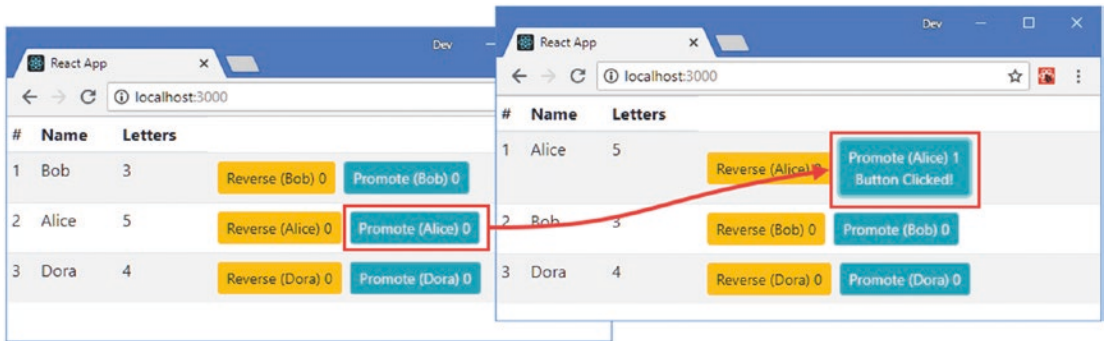 Dev
React App
localhost:3000
# Name Letters
1 Bob 3 Reverse (Bob) 0 Promote (Bob) 0
2 Alice 5 Reverse (Alice) 0 Promote (Alice) 0
3 Dora 4 Reverse (Dora) 0 Promote (Dora) 0
Dev
React App
localhost:3000
# Name Letters
1 Alice 5 Reverse (Alice) 0 Promote (Alice) 1
Button Clicked!
2 Bob 3 Reverse (Bob) 0 Promote (Bob) 0
3 Dora 4 Reverse (Dora) 0 Promote (Dora) 0